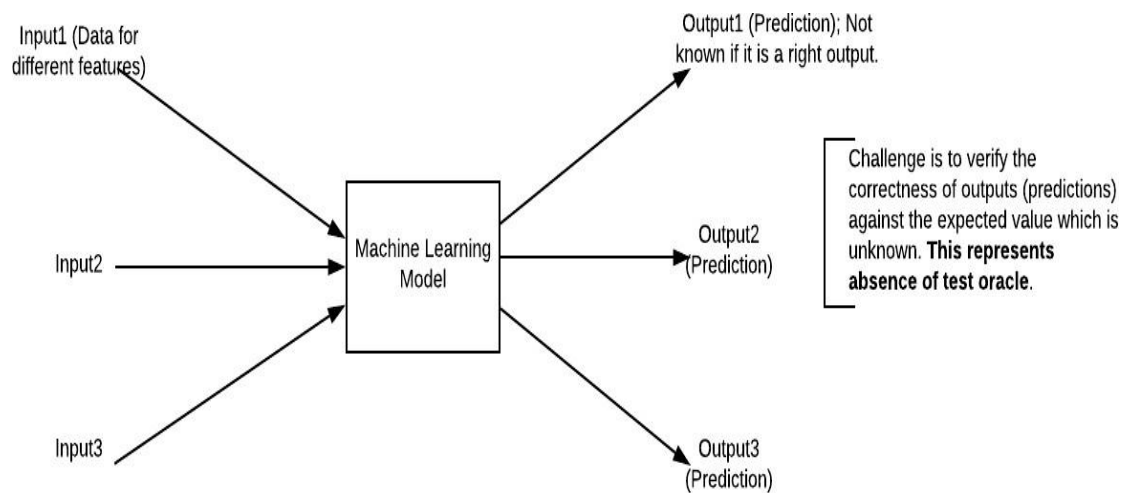 Input1 (Data for
different features)
Output1 (Prediction); Not
known if it is a right output.
Challenge is to verify the
correctness of outputs (predictions)
against the expected value which is
unknown. This represents
absence of test oracle.
Machine Learning
Model
Input2
Output2
(Prediction)
Input3
Output3
(Prediction)